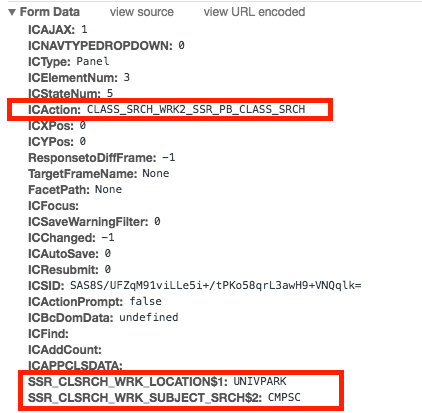 ▼ Form Data view source view URL encoded
ICAJAX: 1
ICNAVTYPEDROPDOWN: 0
ICType: Panel
ICElementNum: 3
ICStateNum: 5
ICAction: CLASS_SRCH_WRK2_SSR_PB_CLASS_SRCH
ICXPos: 0
ICYPos: 0
ResponsetoDiffFrame: -1
TargetFrameName: None
FacetPath: None
ICFocus:
ICSaveWarningFilter: 0
ICChanged: -1
ICAutoSave: 0
ICResubmit: 0
ICSID: SAS8S/UFZqM91viLLe5i+/tPKo58qrL3awH9+VNQqlk=
ICActionPrompt: false
ICBcDomData: undefined
ICFind:
ICAddCount:
ICAPPCLSDATA:
SSR_CLSRCH_WRK_LOCATION$1: UNIVPARK
SSR_CLSRCH_WRK_SUBJECT_SRCH$2: CMPSC